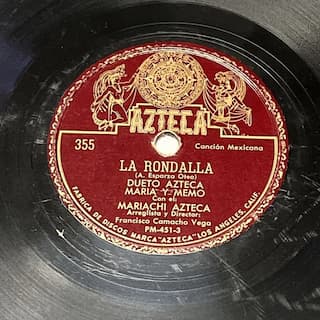 AZTECA
355
Canción Mexicana
LA RONDALLA
(A. Esparza Otea)
DUETO AZTECA
MARIA Y MEMO
Con el:
MARIACHI AZTECA
Arreglista y Director:
Francisco Camacho Vega
PM-451-3
FABRICA DE DISCOS MARCA "AZTECA" LOS ANGELES, CALIF.